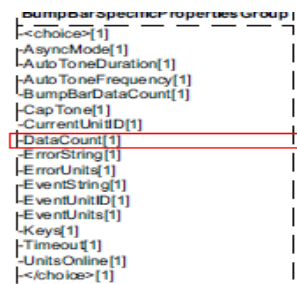 BumpBarSpecificPropertiesGroup
-<choice>[1]
-AsyncMode[1]
-AutoToneDuration[1]
-AutoToneFrequency[1]
-BumpBarDataCount[1]
-CapTone[1]
-CurrentUnitID[1]
-DataCount[1]
-ErrorString[1]
-ErrorUnits[1]
-EventString[1]
-EventUnitID[1]
-EventUnits[1]
-Keys[1]
-Timeout[1]
-UnitsOnline[1]
-</choice>[1]